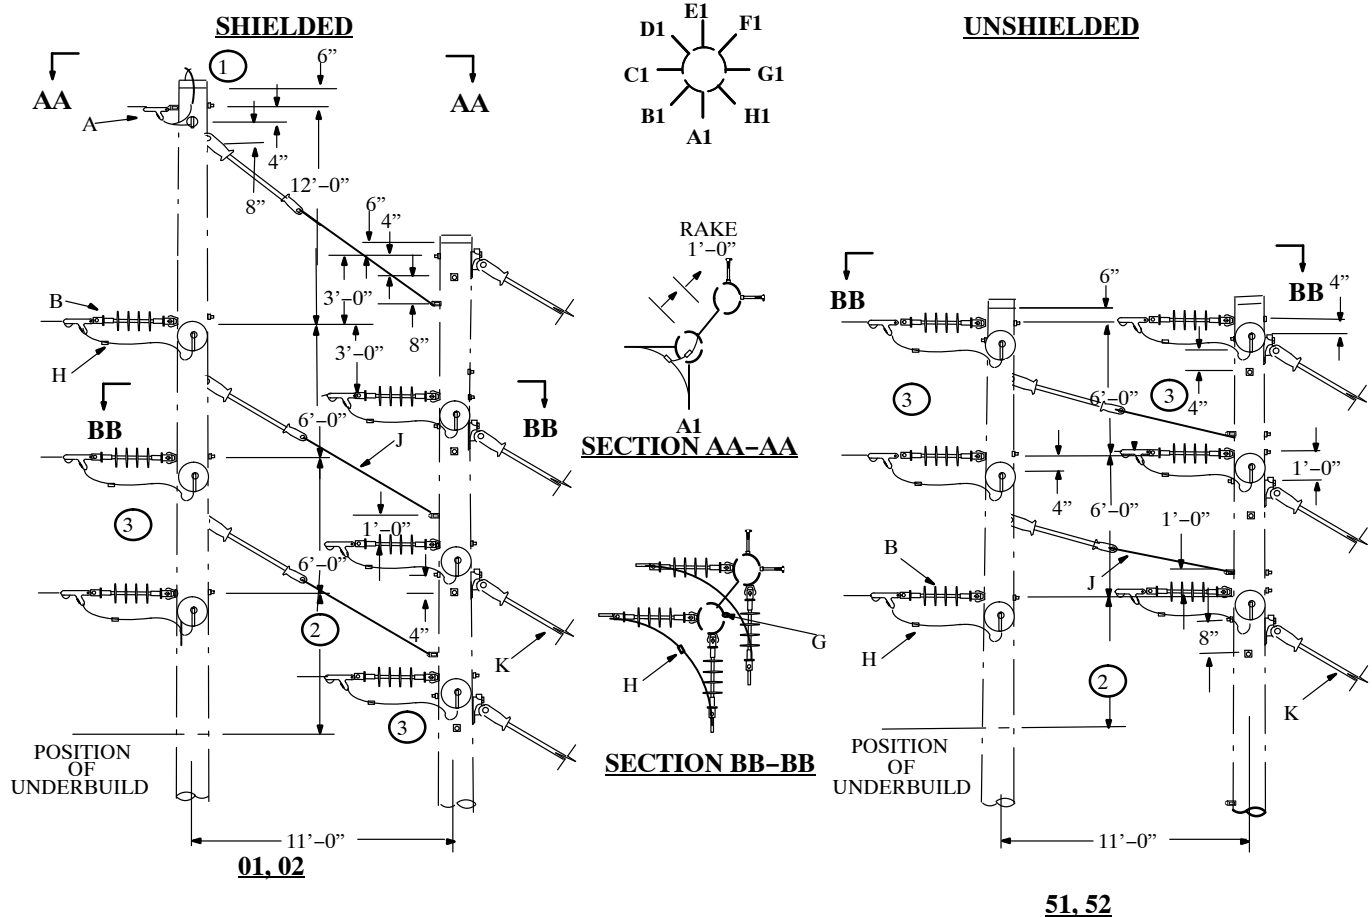 SHIELDED
E1
D1
F1
UNSHIELDED
C1
G1
B1
H1
A1
1
6”
AA
AA
A
4”
12’–0”
8”
6”
4”
3’–0”
B
8”
3’–0”
H
BB
BB
6’–0”
J
3
1’–0”
6’–0”
2
4”
K
3
POSITION
OF
UNDERBUILD
11’–0”
01, 02
RAKE
1’–0”
A1
SECTION AA–AA
G
H
SECTION BB–BB
BB
6”
BB
4”
3
6’–0”
3
4”
4”
6’–0”
1’–0”
1’–0”
B
J
H
8”
2
K
POSITION
OF
UNDERBUILD
11’–0”
51, 52